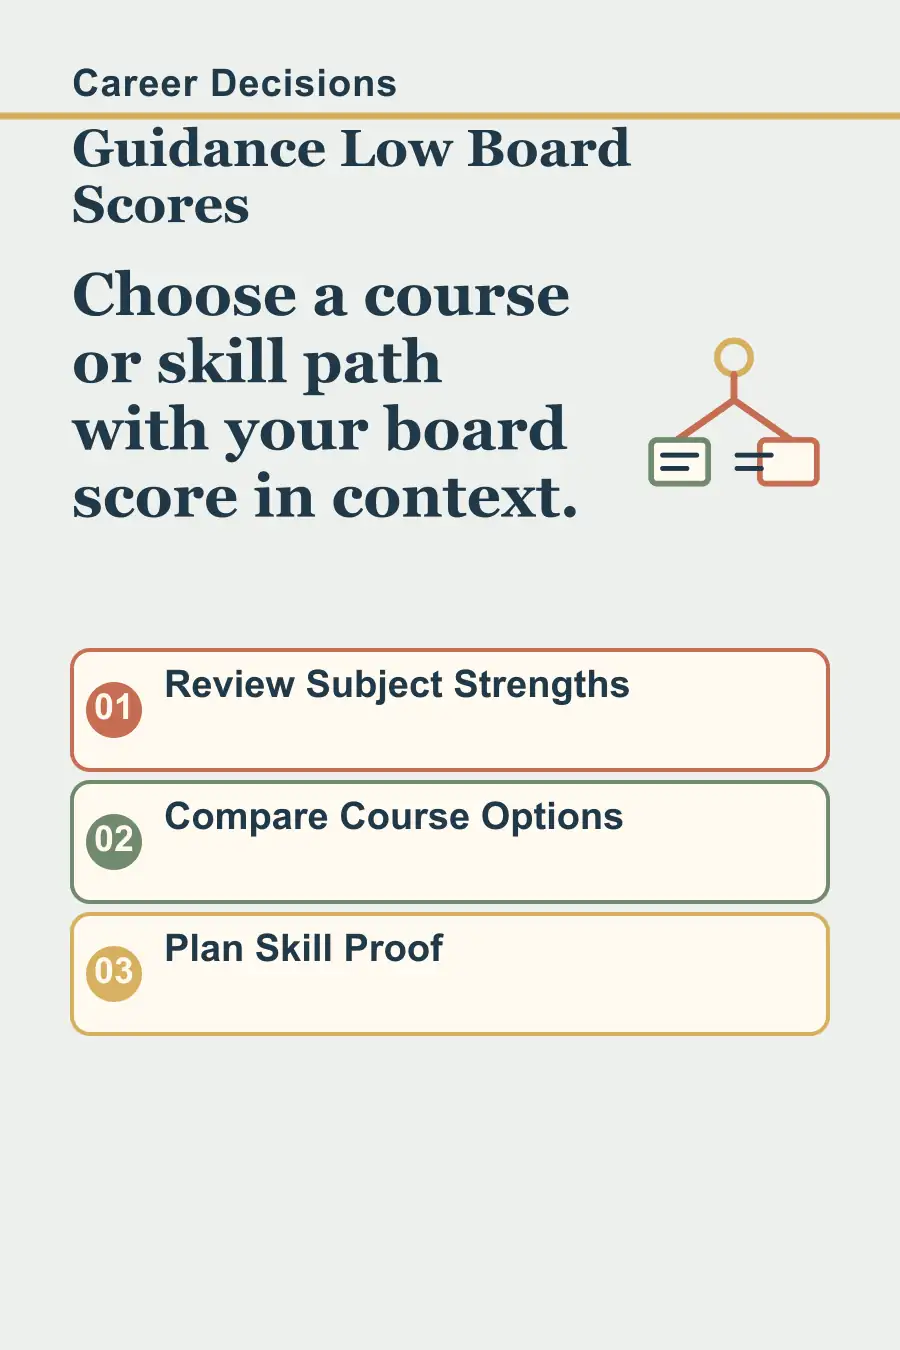 Career Decisions
Guidance Low Board
Scores
Choose a course
or skill path
with your board
score in context.
01 Review Subject Strengths
02 Compare Course Options
03 Plan Skill Proof